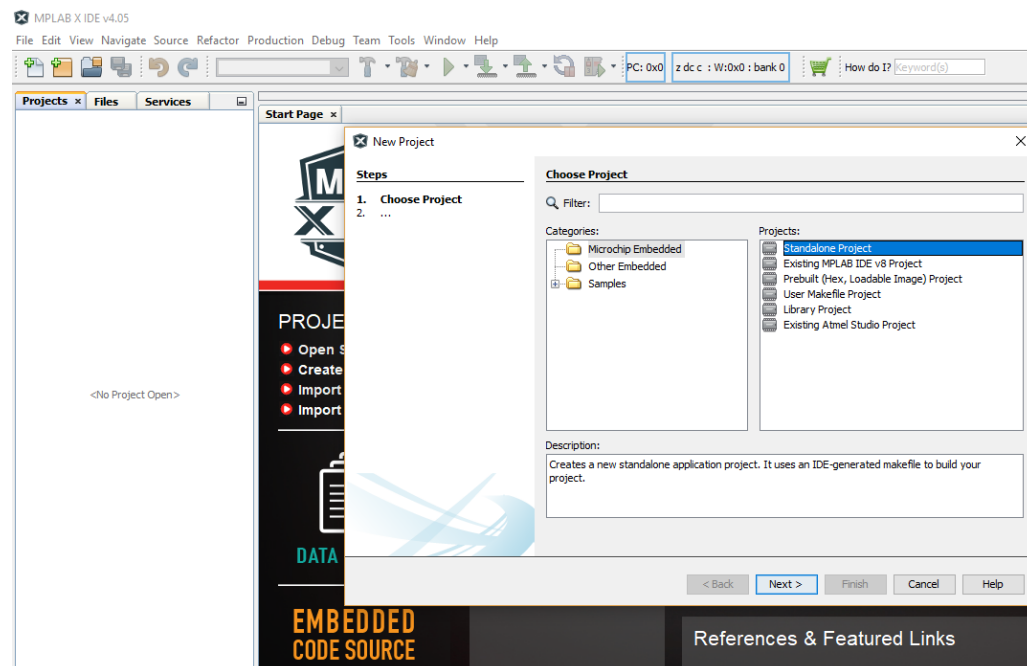 MPLAB X IDE v4.05
File Edit View Navigate Source Refactor Production Debug Team Tools Window Help
PC: 0x0 z dc c : W:0x0 : bank 0 How do I? Keyword(s)
Projects × Files Services
Start Page ×
<No Project Open>
M
X
PROJE
Open S
Create
Import
Import
DATA
EMBEDDED
CODE SOURCE
References & Featured Links
New Project
Steps
1. Choose Project
2. ...
Choose Project
Filter:
Categories:
Microchip Embedded
Other Embedded
Samples
Projects:
Standalone Project
Existing MPLAB IDE v8 Project
Prebuilt (Hex, Loadable Image) Project
User Makefile Project
Library Project
Existing Atmel Studio Project
Description:
Creates a new standalone application project. It uses an IDE-generated makefile to build your
project.
< Back Next > Finish Cancel Help